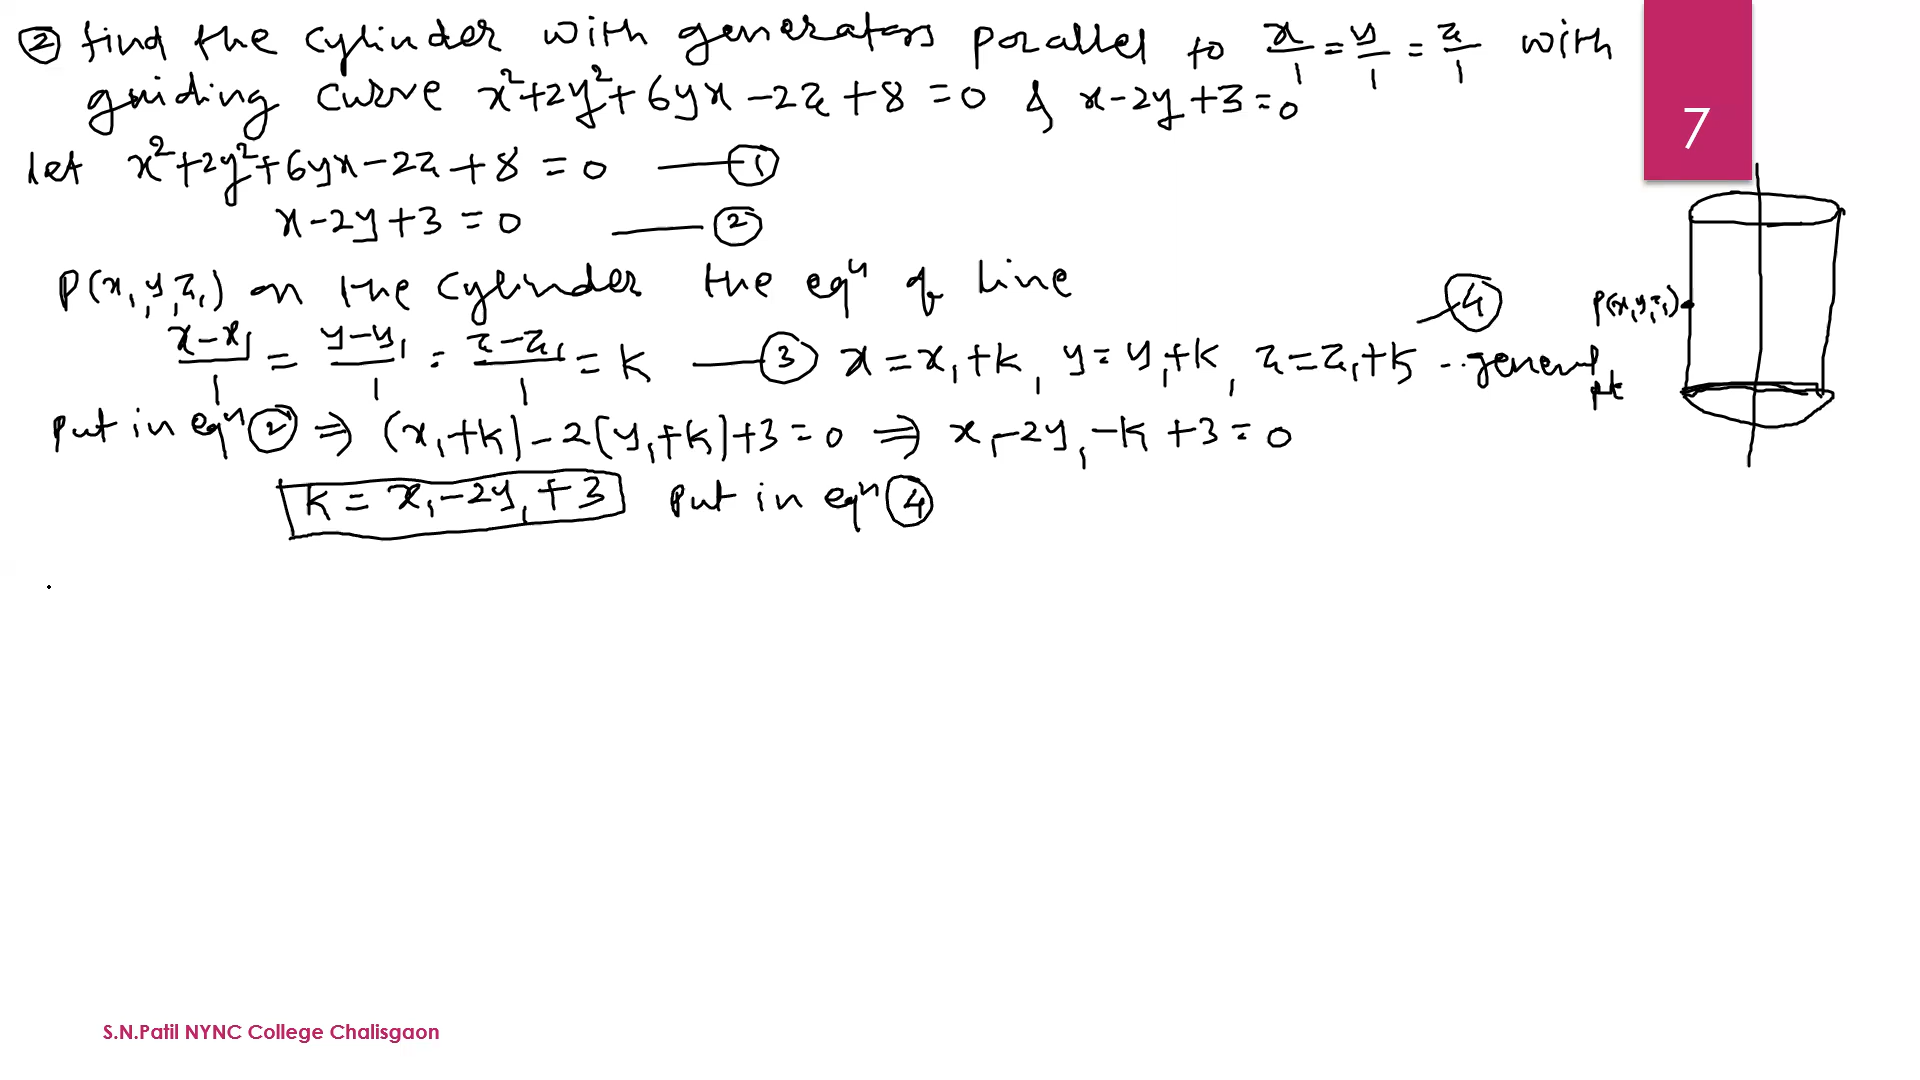 ② find the cylinder with generators parallel to x/1 = y/1 = z/1 with
guiding curve x²+2y²+6yx-2z+8=0 & x-2y+3=0
7
let x²+2y²+6yx-2z+8=0 —①
x-2y+3=0 —②
P(x₁,y₁,z₁) on the cylinder the eqⁿ of line
(x-x₁)/1 = (y-y₁)/1 = (z-z₁)/1 = k —③ x=x₁+k, y=y₁+k, z=z₁+k ..general pt —④
P(x₁,y₁,z₁)
Put in eqⁿ ② ⇒ (x₁+k)-2(y₁+k)+3=0 ⇒ x₁-2y₁-k+3=0
k=x₁-2y₁+3 Put in eqⁿ ④
S.N.Patil NYNC College Chalisgaon